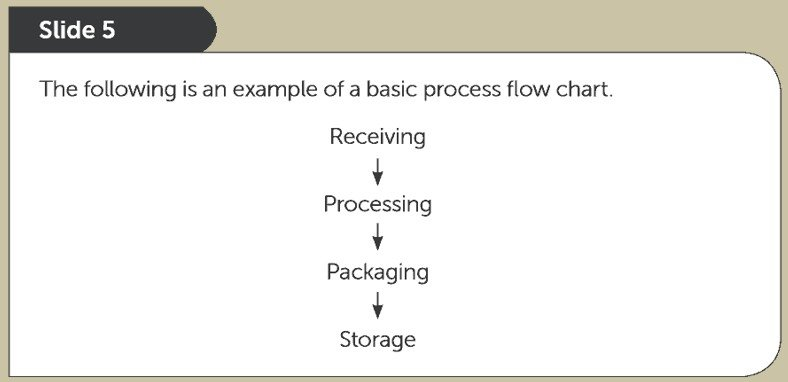 Slide 5
The following is an example of a basic process flow chart.
Receiving
Processing
Packaging
Storage